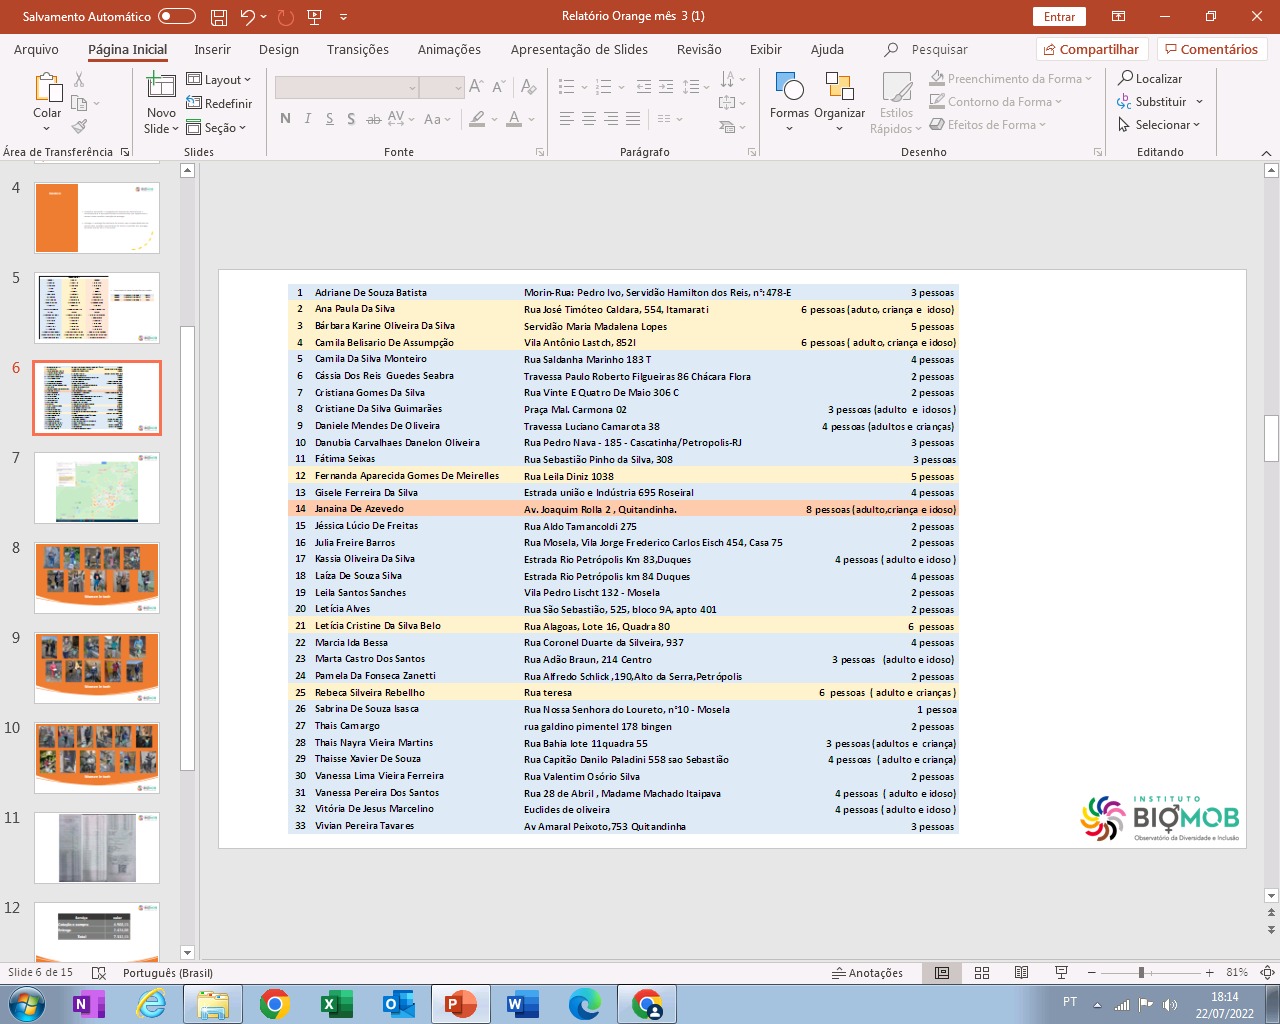 Salvamento Automático
Relatório Orange mês 3 (1)
Entrar
Arquivo Página Inicial Inserir Design Transições Animações Apresentação de Slides Revisão Exibir Ajuda Pesquisar Compartilhar Comentários
Colar
Novo Slide
Layout
Redefinir
Seção
N I S S ab AV Aa A
Formas Organizar Estilos Rápidos
Preenchimento da Forma
Contorno da Forma
Efeitos de Forma
Localizar
Substituir
Selecionar
Área de Transferência Slides Fonte Parágrafo Desenho Editando
4
5
6
7
8
9
10
11
12
1 Adriane De Souza Batista Morin-Rua: Pedro Ivo, Servidão Hamilton dos Reis, n°:478-E 3 pessoas
2 Ana Paula Da Silva Rua José Timóteo Caldara, 554, Itamarati 6 pessoas (aduto, criança e idoso)
3 Bárbara Karine Oliveira Da Silva Servidão Maria Madalena Lopes 5 pessoas
4 Camila Belisario De Assumpção Vila Antônio Lastch, 852I 6 pessoas ( adulto, criança e idoso)
5 Camila Da Silva Monteiro Rua Saldanha Marinho 183 T 4 pessoas
6 Cássia Dos Reis Guedes Seabra Travessa Paulo Roberto Filgueiras 86 Chácara Flora 2 pessoas
7 Cristiana Gomes Da Silva Rua Vinte E Quatro De Maio 306 C 2 pessoas
8 Cristiane Da Silva Guimarães Praça Mal. Carmona 02 3 pessoas (adulto e idosos )
9 Daniele Mendes De Oliveira Travessa Luciano Camarota 38 4 pessoas (adultos e crianças)
10 Danubia Carvalhaes Danelon Oliveira Rua Pedro Nava - 185 - Cascatinha/Petropolis-RJ 3 pessoas
11 Fátima Seixas Rua Sebastião Pinho da Silva, 308 3 pessoas
12 Fernanda Aparecida Gomes De Meirelles Rua Leila Diniz 1038 5 pessoas
13 Gisele Ferreira Da Silva Estrada união e Indústria 695 Roseiral 4 pessoas
14 Janaina De Azevedo Av. Joaquim Rolla 2 , Quitandinha. 8 pessoas (adulto,criança e idoso)
15 Jéssica Lúcio De Freitas Rua Aldo Tamancoldi 275 2 pessoas
16 Julia Freire Barros Rua Mosela, Vila Jorge Frederico Carlos Eisch 454, Casa 75 2 pessoas
17 Kassia Oliveira Da Silva Estrada Rio Petrópolis Km 83,Duques 4 pessoas ( adulto e idoso )
18 Laíza De Souza Silva Estrada Rio Petrópolis km 84 Duques 4 pessoas
19 Leila Santos Sanches Vila Pedro Lischt 132 - Mosela 2 pessoas
20 Letícia Alves Rua São Sebastião, 525, bloco 9A, apto 401 2 pessoas
21 Letícia Cristine Da Silva Belo Rua Alagoas, Lote 16, Quadra 80 6 pessoas
22 Marcia Ida Bessa Rua Coronel Duarte da Silveira, 937 4 pessoas
23 Marta Castro Dos Santos Rua Adão Braun, 214 Centro 3 pessoas (adulto e idoso)
24 Pamela Da Fonseca Zanetti Rua Alfredo Schlick ,190,Alto da Serra,Petrópolis 2 pessoas
25 Rebeca Silveira Rebellho Rua teresa 6 pessoas ( adulto e crianças )
26 Sabrina De Souza Isasca Rua Nossa Senhora do Loureto, n°10 - Mosela 1 pessoa
27 Thais Camargo rua galdino pimentel 178 bingen 2 pessoas
28 Thais Nayra Vieira Martins Rua Bahia lote 11quadra 55 3 pessoas (adultos e criança)
29 Thaisse Xavier De Souza Rua Capitão Danilo Paladini 558 sao Sebastião 4 pessoas ( adulto e criança)
30 Vanessa Lima Vieira Ferreira Rua Valentim Osório Silva 2 pessoas
31 Vanessa Pereira Dos Santos Rua 28 de Abril , Madame Machado Itaipava 4 pessoas ( adulto e idoso)
32 Vitória De Jesus Marcelino Euclides de oliveira 4 pessoas ( adulto e idoso )
33 Vivian Pereira Tavares Av Amaral Peixoto,753 Quitandinha 3 pessoas
INSTITUTO
BIOMOB
Observatório da Diversidade e Inclusão
Slide 6 de 15 Português (Brasil) Anotações 81%
PT
18:14
22/07/2022